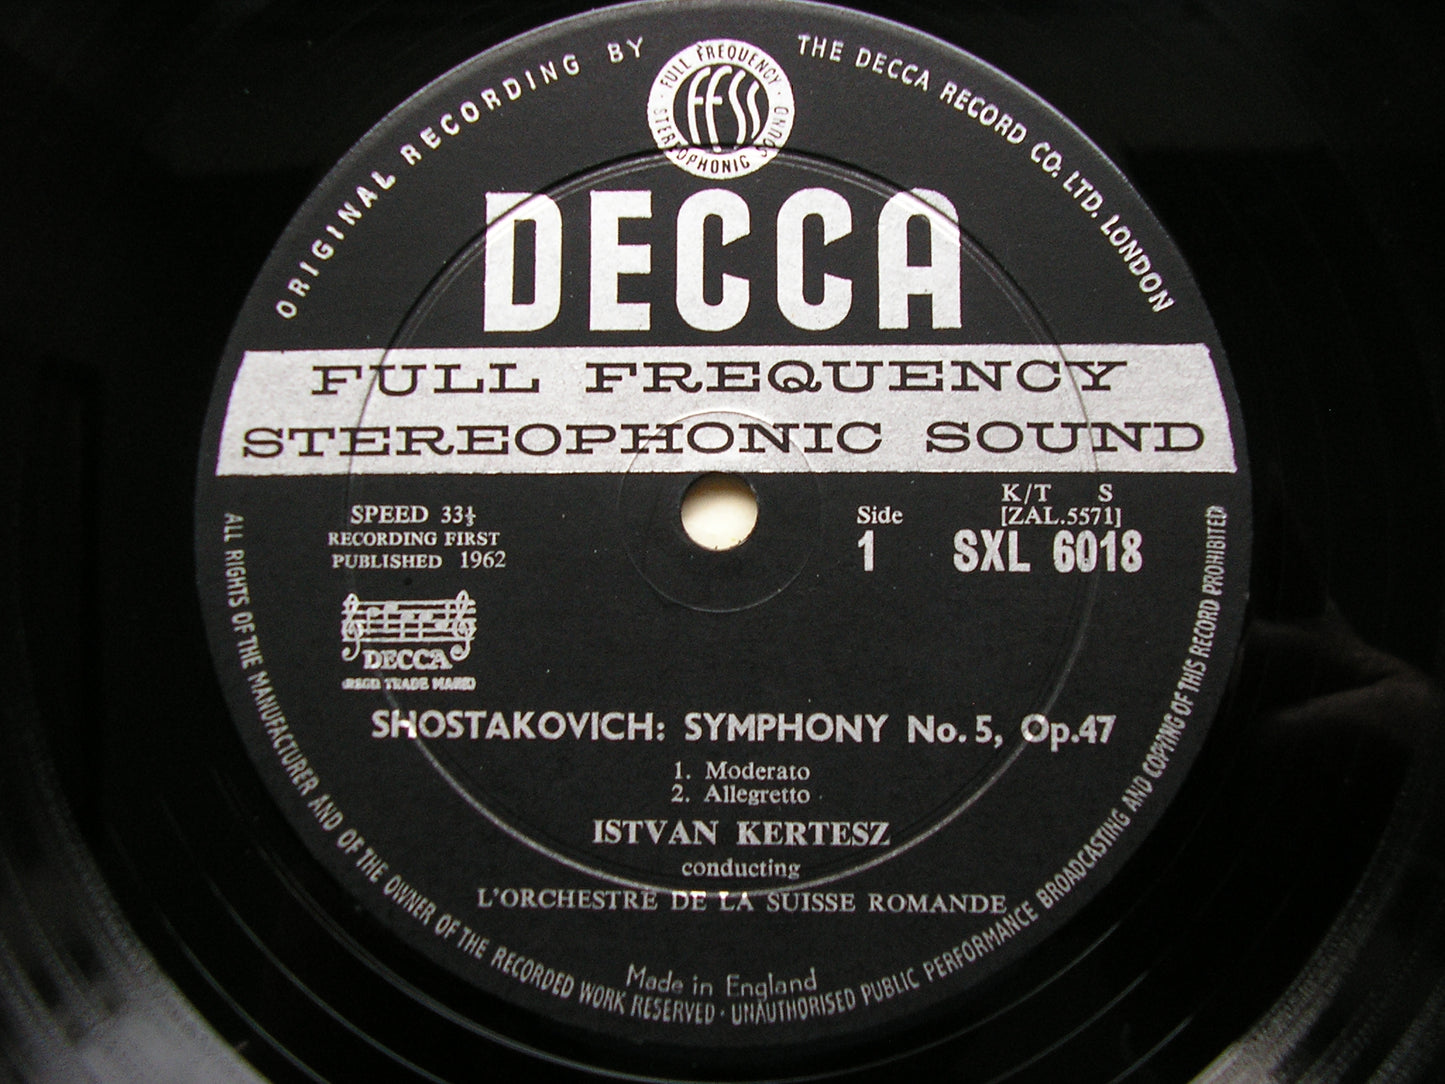 ORIGINAL RECORDING BY THE DECCA RECORD CO. LTD. LONDON
FULL FREQUENCY STEREOPHONIC SOUND
FFSS
DECCA
FULL FREQUENCY
STEREOPHONIC SOUND
SPEED 33⅓
RECORDING FIRST
PUBLISHED 1962
Side
1
K/T S
[ZAL.5571]
SXL 6018
DECCA
(REGD TRADE MARK)
SHOSTAKOVICH: SYMPHONY No. 5, Op.47
1. Moderato
2. Allegretto
ISTVAN KERTESZ
conducting
L'ORCHESTRE DE LA SUISSE ROMANDE
Made in England
ALL RIGHTS OF THE MANUFACTURER AND OF THE OWNER OF THE RECORDED WORK RESERVED · UNAUTHORISED PUBLIC PERFORMANCE BROADCASTING AND COPYING OF THIS RECORD PROHIBITED